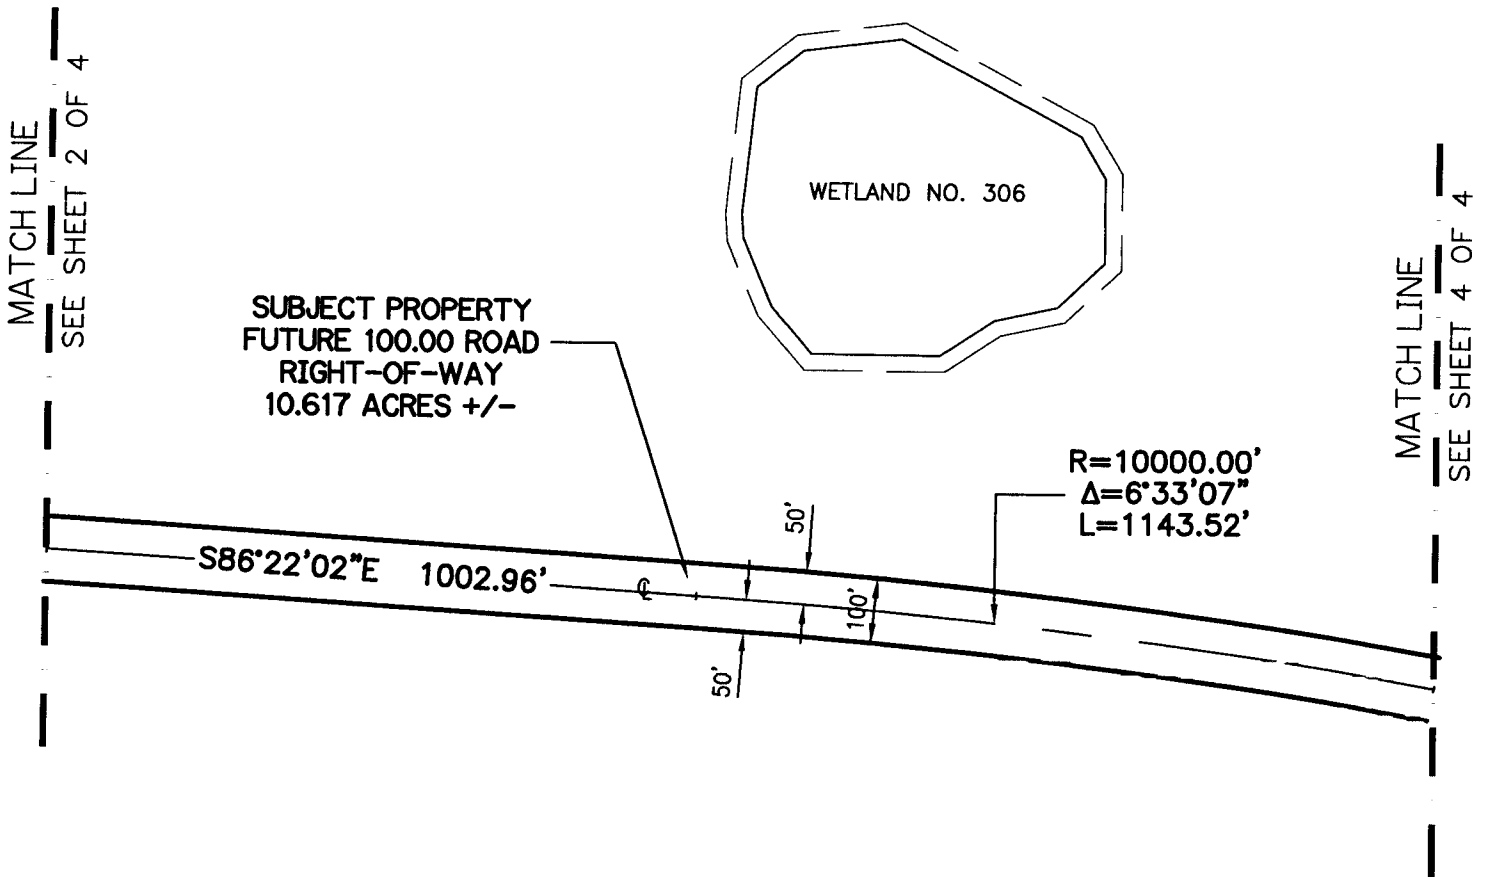 MATCH LINE
SEE SHEET 2 OF 4
WETLAND NO. 306
SUBJECT PROPERTY
FUTURE 100.00 ROAD
RIGHT-OF-WAY
10.617 ACRES +/-
MATCH LINE
SEE SHEET 4 OF 4
R=10000.00'
Δ=6°33'07"
L=1143.52'
50'
S86°22'02"E 1002.96'
℄
100'
50'